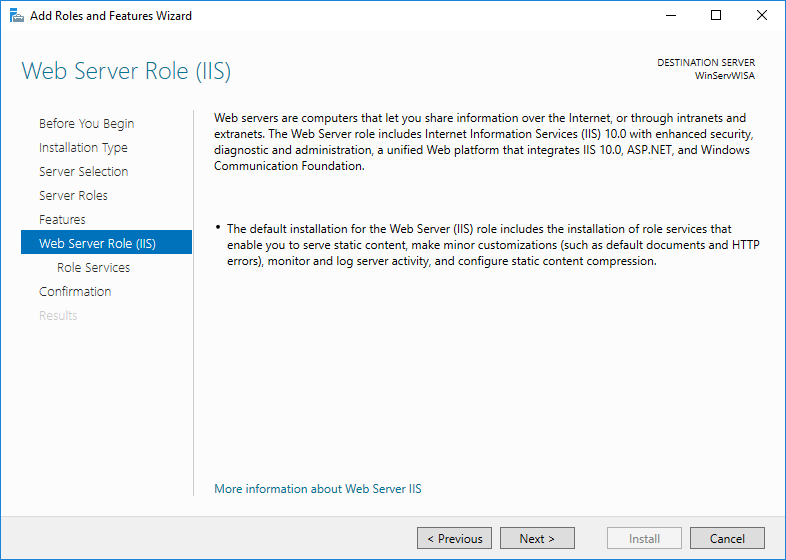 Add Roles and Features Wizard
Web Server Role (IIS)
DESTINATION SERVER
WinServWISA
Before You Begin
Installation Type
Server Selection
Server Roles
Features
Web Server Role (IIS)
Role Services
Confirmation
Results
Web servers are computers that let you share information over the Internet, or through intranets and
extranets. The Web Server role includes Internet Information Services (IIS) 10.0 with enhanced security,
diagnostic and administration, a unified Web platform that integrates IIS 10.0, ASP.NET, and Windows
Communication Foundation.
• The default installation for the Web Server (IIS) role includes the installation of role services that
enable you to serve static content, make minor customizations (such as default documents and HTTP
errors), monitor and log server activity, and configure static content compression.
More information about Web Server IIS
< Previous
Next >
Install
Cancel